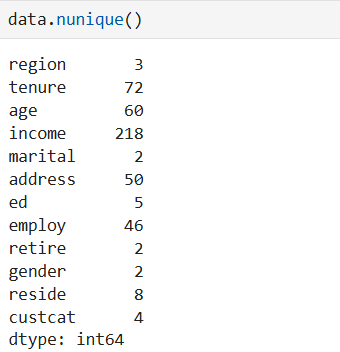 data.nunique()
region 3
tenure 72
age 60
income 218
marital 2
address 50
ed 5
employ 46
retire 2
gender 2
reside 8
custcat 4
dtype: int64